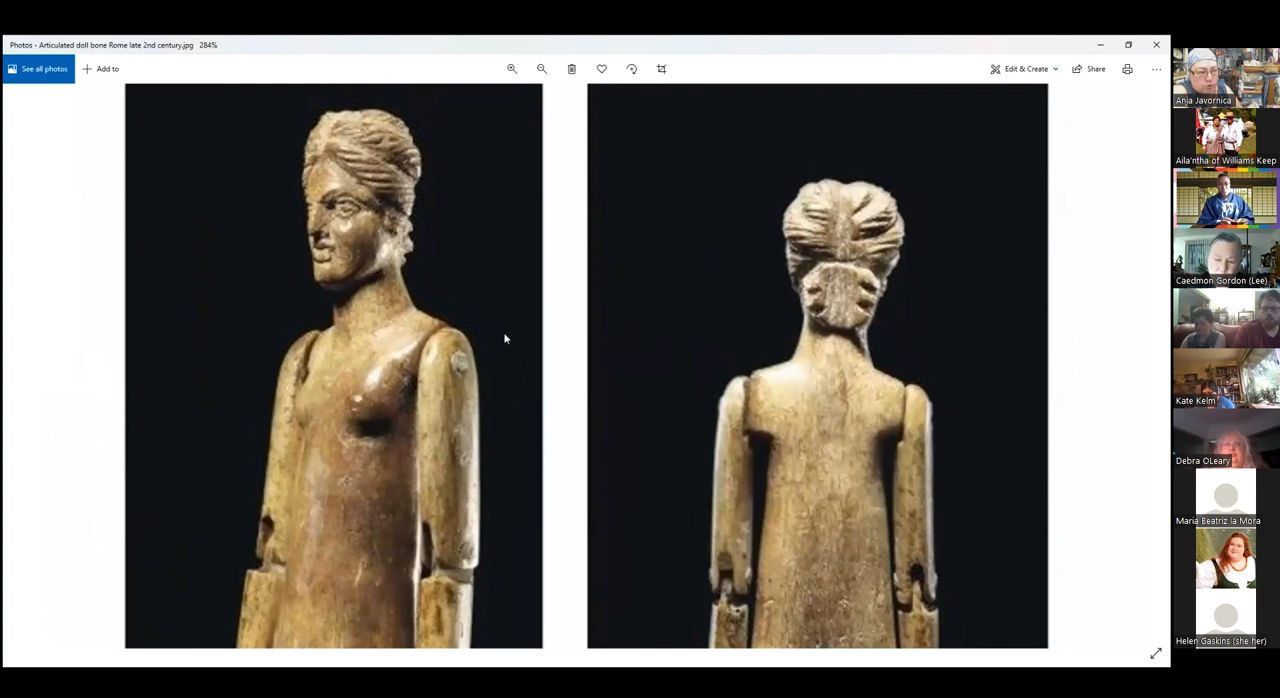 Photos - Articulated doll bone Rome late 2nd century.jpg 284%
See all photos
Add to
Edit & Create
Share
Anja Javornica
Aila'ntha of Williams Keep
Caedmon Gordon (Lee)
Kate Kelm
Debra OLeary
Maria Beatriz la Mora
Helen Gaskins (she her)